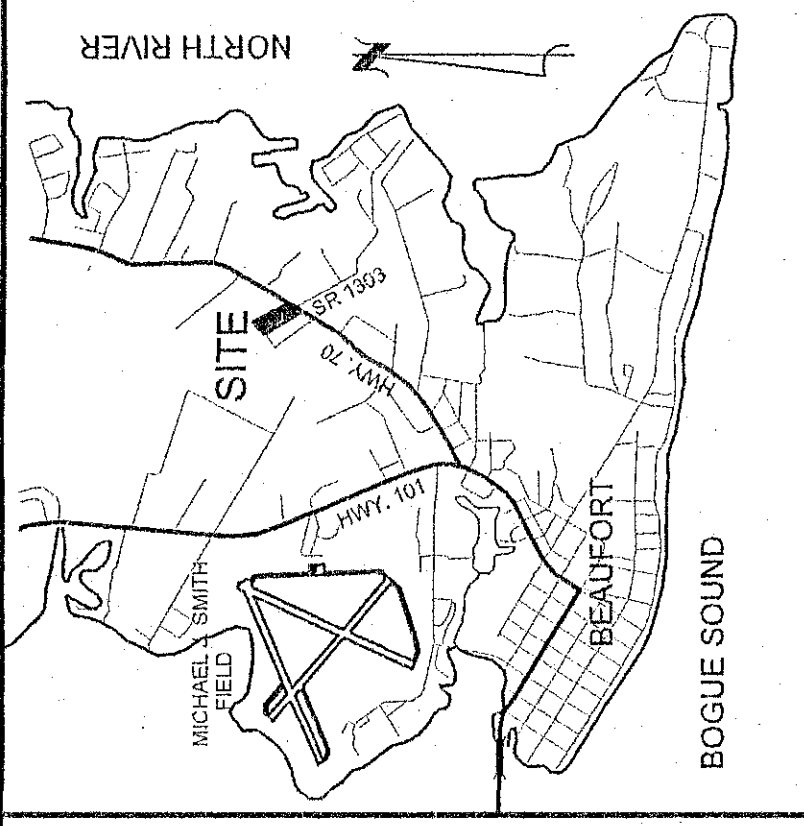 NORTH RIVER
SITE
SR 1303
HWY. 70
HWY. 101
MICHAEL J. SMITH
FIELD
BEAUFORT
BOGUE SOUND